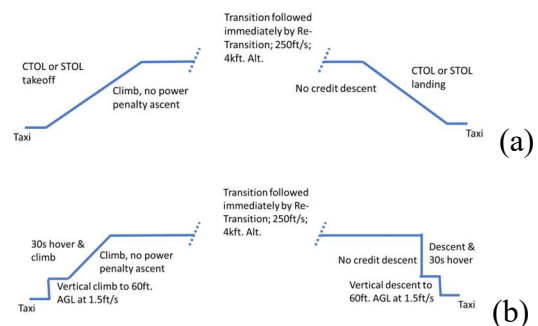 Transition followed
immediately by Re-
Transition; 250ft/s;
4kft. Alt.
CTOL or STOL
takeoff
Climb, no power
penalty ascent
No credit descent
CTOL or STOL
landing
Taxi
Taxi
(a)
Transition followed
immediately by Re-
Transition; 250ft/s;
4kft. Alt.
30s hover &
climb
Climb, no power
penalty ascent
Vertical climb to 60ft.
AGL at 1.5ft/s
Taxi
No credit descent
Descent &
30s hover
Vertical descent to
60ft. AGL at 1.5ft/s
Taxi
(b)